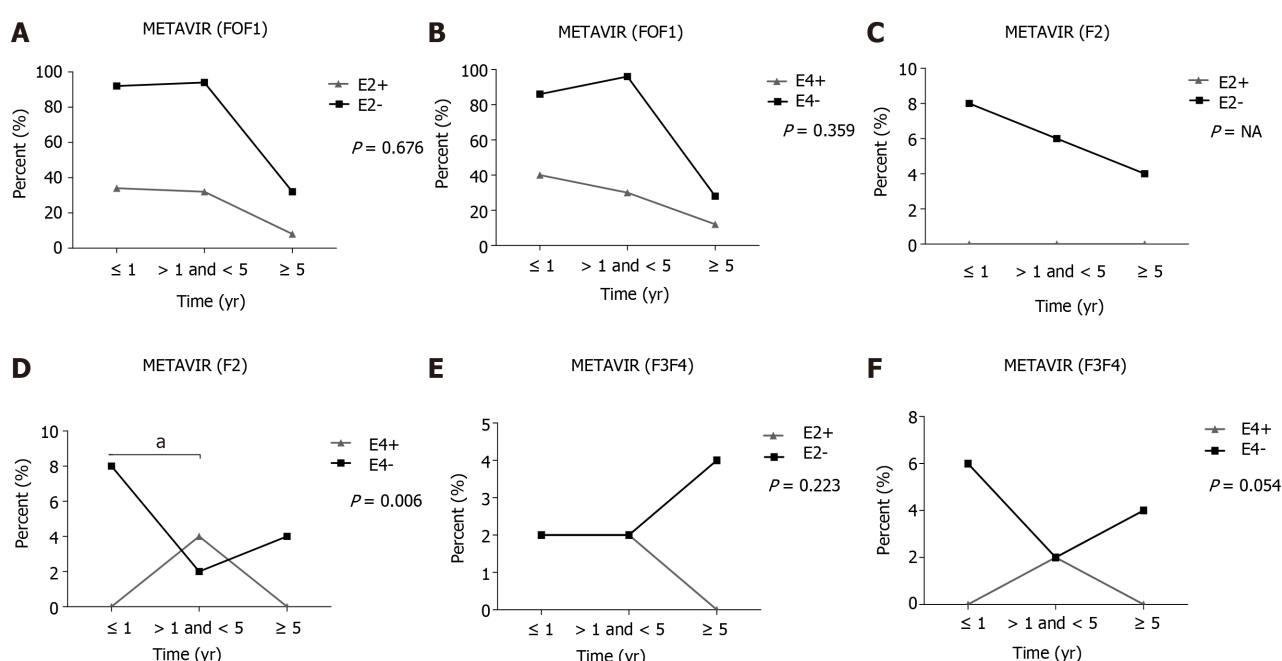 A
METAVIR (FOF1)
100
80
60
40
20
0
Percent (%)
E2+
E2-
P = 0.676
≤ 1
> 1 and < 5
≥ 5
Time (yr)
B
METAVIR (FOF1)
100
80
60
40
20
0
Percent (%)
E4+
E4-
P = 0.359
≤ 1
> 1 and < 5
≥ 5
Time (yr)
C
METAVIR (F2)
10
8
6
4
2
0
Percent (%)
E2+
E2-
P = NA
≤ 1
> 1 and < 5
≥ 5
Time (yr)
D
METAVIR (F2)
10
8
6
4
2
0
Percent (%)
a
E4+
E4-
P = 0.006
≤ 1
> 1 and < 5
≥ 5
Time (yr)
E
METAVIR (F3F4)
5
4
3
2
1
0
Percent (%)
E2+
E2-
P = 0.223
≤ 1
> 1 and < 5
≥ 5
Time (yr)
F
METAVIR (F3F4)
8
6
4
2
0
Percent (%)
E4+
E4-
P = 0.054
≤ 1
> 1 and < 5
≥ 5
Time (yr)